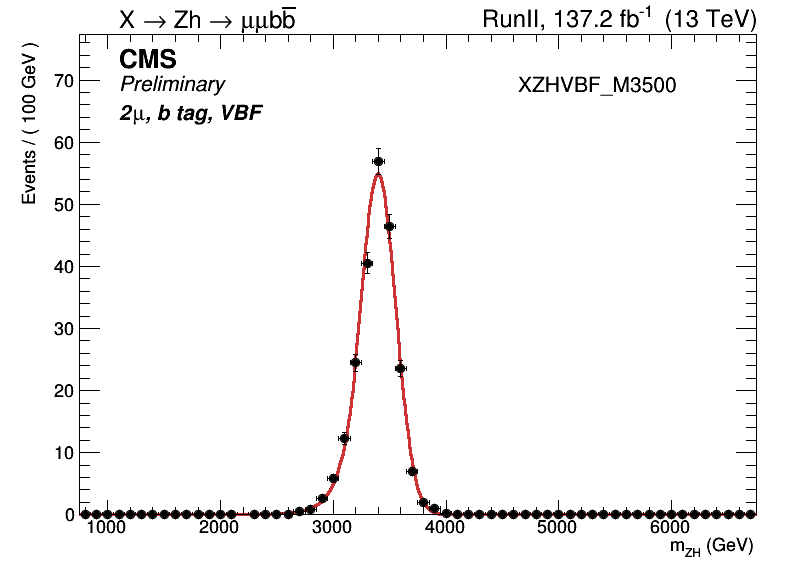 X → Zh → μμbb̅ RunII, 137.2 fb⁻¹ (13 TeV)
CMS
Preliminary
XZHVBF_M3500
2μ, b tag, VBF
Events / ( 100 GeV )
70
60
50
40
30
20
10
0
1000 2000 3000 4000 5000 6000
m_ZH (GeV)